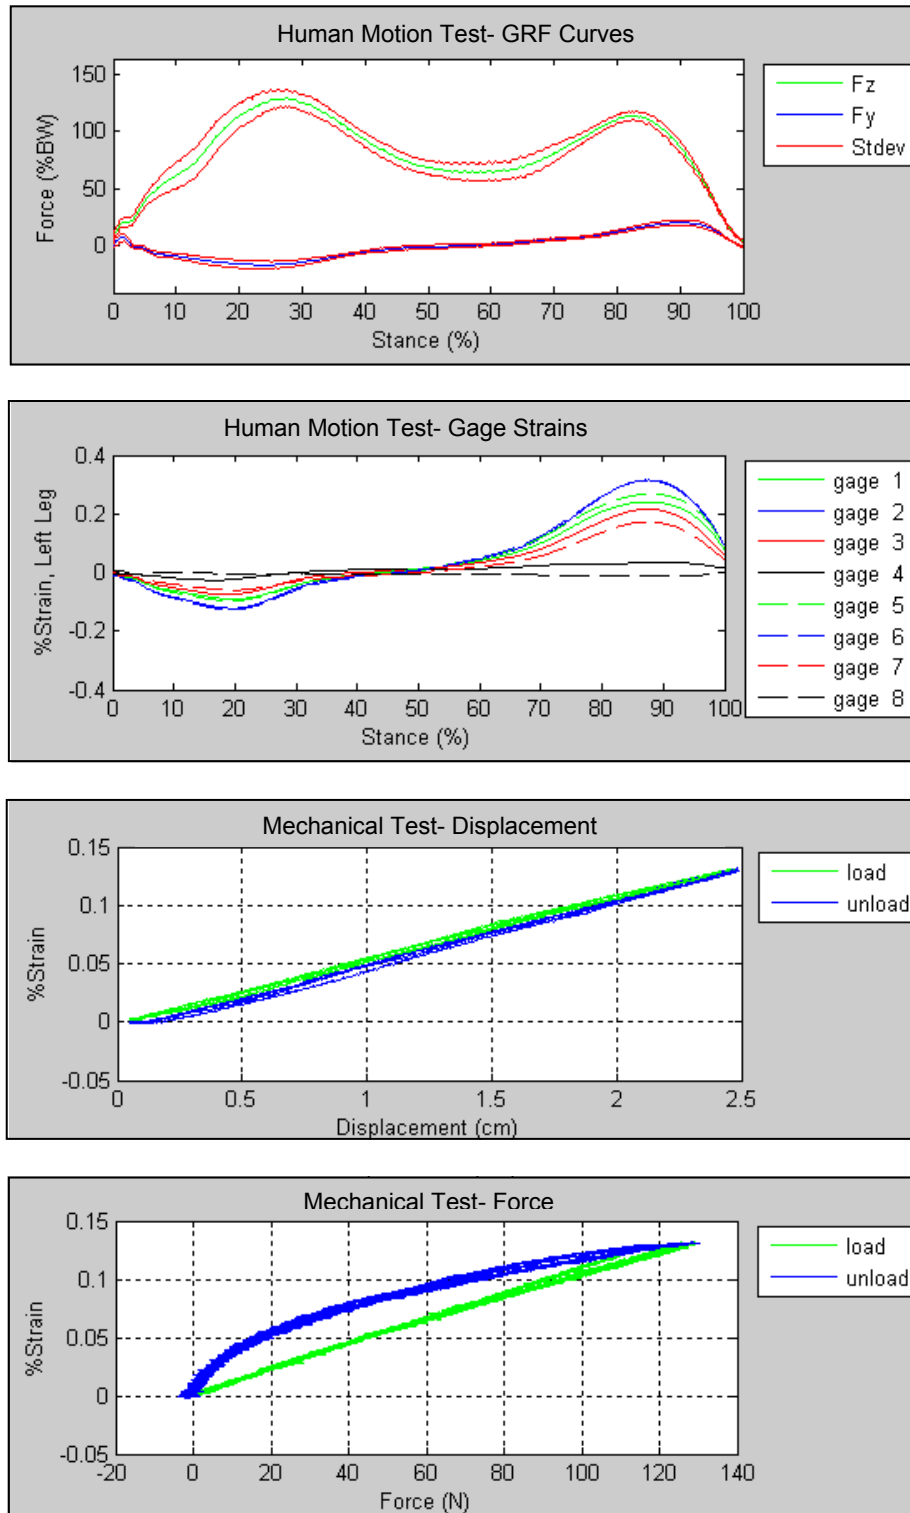 Human Motion Test- GRF Curves
150
100
50
0
Force (%BW)
0 10 20 30 40 50 60 70 80 90 100
Stance (%)
Fz
Fy
Stdev
Human Motion Test- Gage Strains
0.4
0.2
0
-0.2
-0.4
%Strain, Left Leg
0 10 20 30 40 50 60 70 80 90 100
Stance (%)
gage 1
gage 2
gage 3
gage 4
gage 5
gage 6
gage 7
gage 8
Mechanical Test- Displacement
0.15
0.1
0.05
0
-0.05
%Strain
0 0.5 1 1.5 2 2.5
Displacement (cm)
load
unload
Mechanical Test- Force
0.15
0.1
0.05
0
-0.05
%Strain
-20 0 20 40 60 80 100 120 140
Force (N)
load
unload